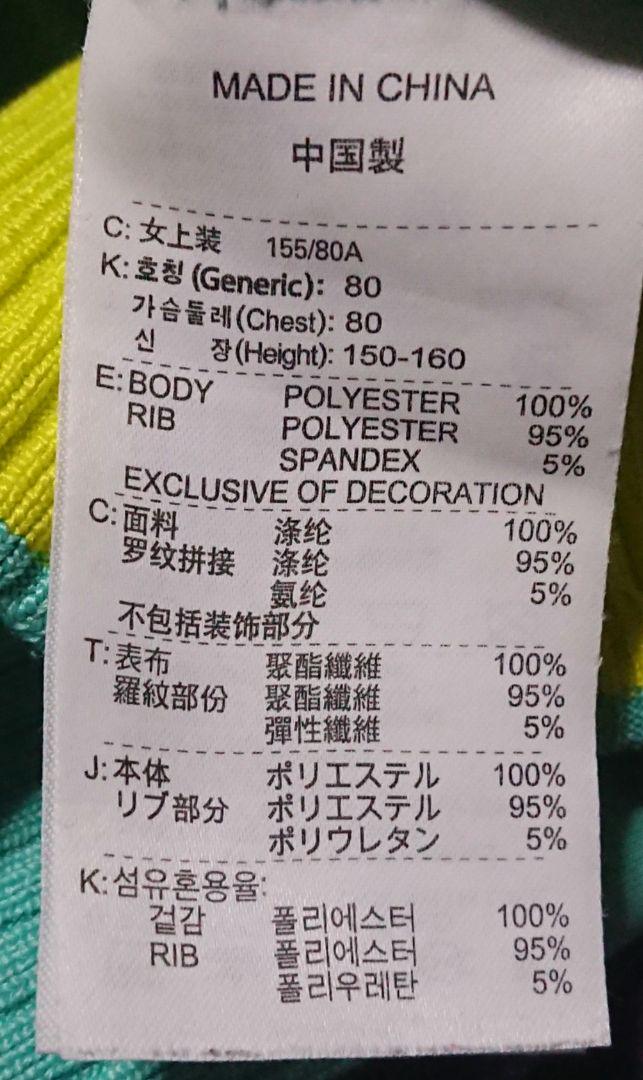 MADE IN CHINA
中国製
C: 女上装 155/80A
K: 호칭 (Generic): 80
가슴둘레 (Chest): 80
신 장 (Height): 150-160
E: BODY POLYESTER 100%
RIB POLYESTER 95%
SPANDEX 5%
EXCLUSIVE OF DECORATION
C: 面料 涤纶 100%
罗纹拼接 涤纶 95%
氨纶 5%
不包括装饰部分
T: 表布 聚酯纖維 100%
羅紋部份 聚酯纖維 95%
彈性纖維 5%
J: 本体 ポリエステル 100%
リブ部分 ポリエステル 95%
ポリウレタン 5%
K: 섬유혼용율:
겉감 폴리에스터 100%
RIB 폴리에스터 95%
폴리우레탄 5%